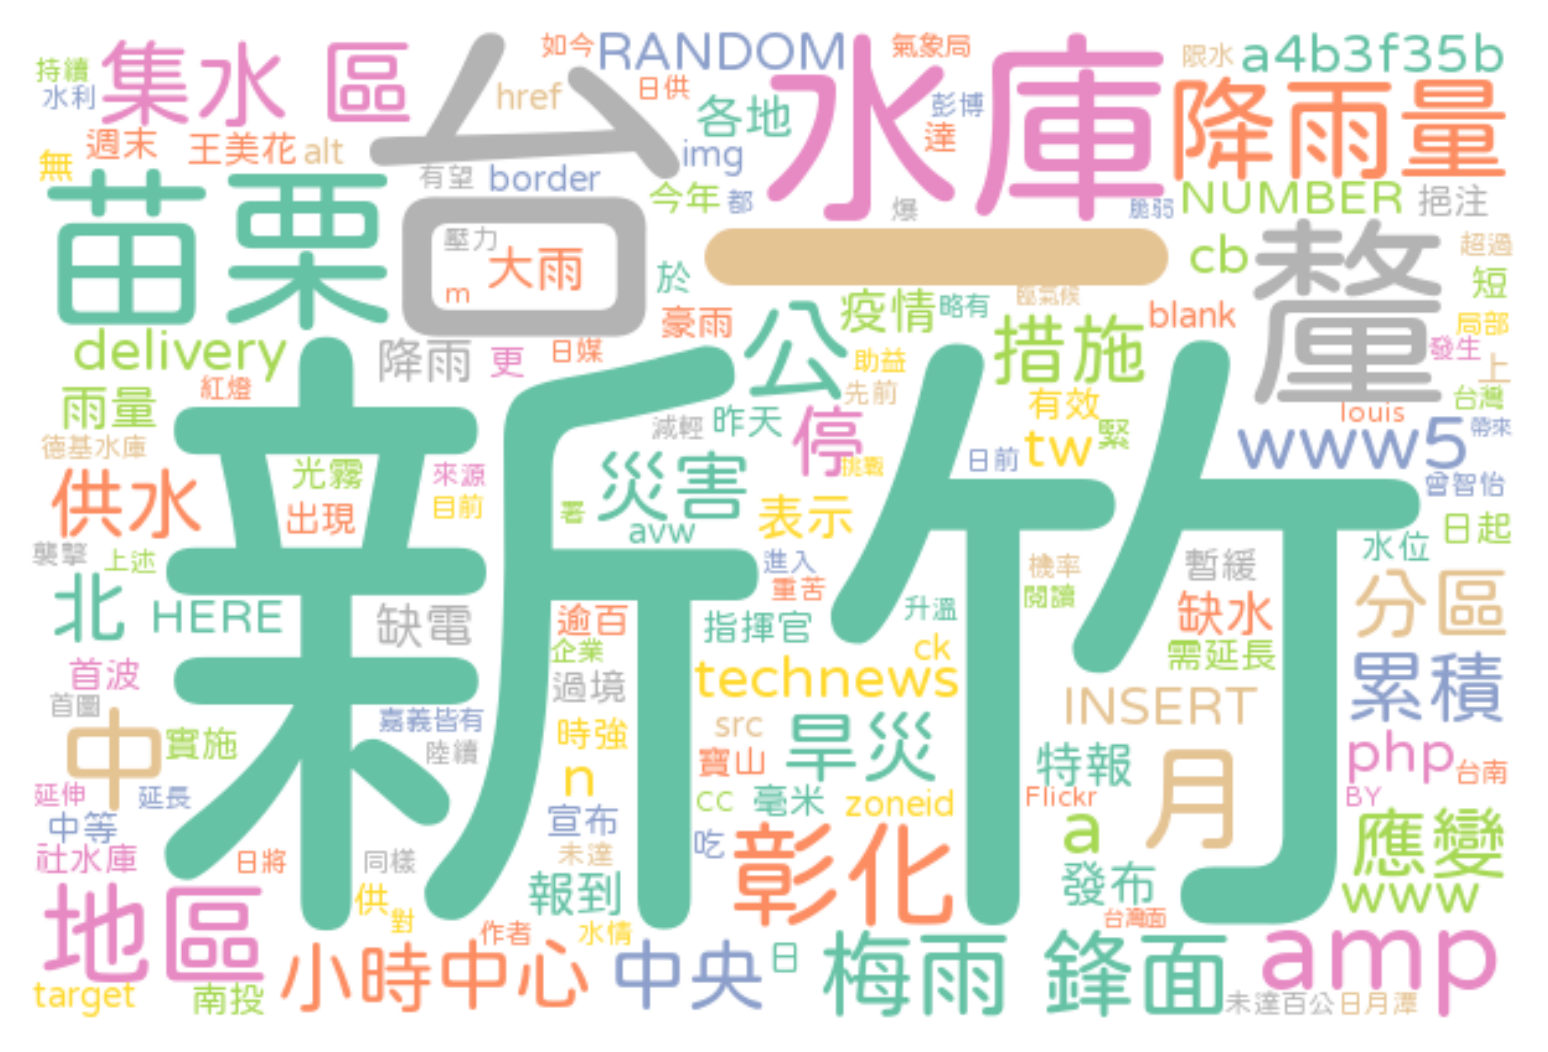 持續
水利
集水 區
如今
RANDOM
氣象局
限水
a4b3f35b
台
href
日供
各地
水庫
彭博
達
降雨量
週末
王美花
alt
無
img
有望
border
今年
都
爆
脆弱
NUMBER
挹注
苗栗
壓力
大雨
m
於
一
cb
釐
超過
短
豪雨
公
疫情
略有
blank
局部
發生
上
delivery
降雨
更
日媒
措施
助益
先前
紅燈
雨量
減輕
昨天
停
挑戰
有效
tw
緊
louis
台灣
www5
帶來
德基水庫
日前
曾智怡
供水
光霧
來源
目前
出現
災害
署
avw
表示
新竹
水位
日起
襲擊
上述
進入
重苦
機率
閱讀
暫緩
北
HERE
缺電
逾百
指揮官
升溫
缺水
分區
企業
ck
需延長
首波
過境
technews
INSERT
累積
首圖
中
實施
嘉義皆有
陸續
時強
src
旱災
寶山
特報
月
php
台南
延伸
延長
n
cc
毫米
zoneid
Flickr
BY
中等
宣布
a
應變
社水庫
日將
同樣
未達
吃
彰化
發布
www
地區
供
對
報到
台灣面
作者
水情
小時中心
中央
日
梅雨
鋒面
amp
target
南投
未達百公
日月潭